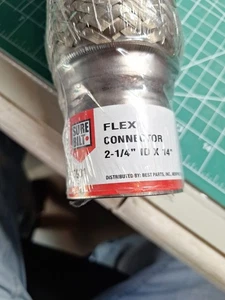 SURE
BILT
FLEX
CONNECTOR
2-1/4" ID X 14"
DISTRIBUTED BY: BEST PARTS, INC.